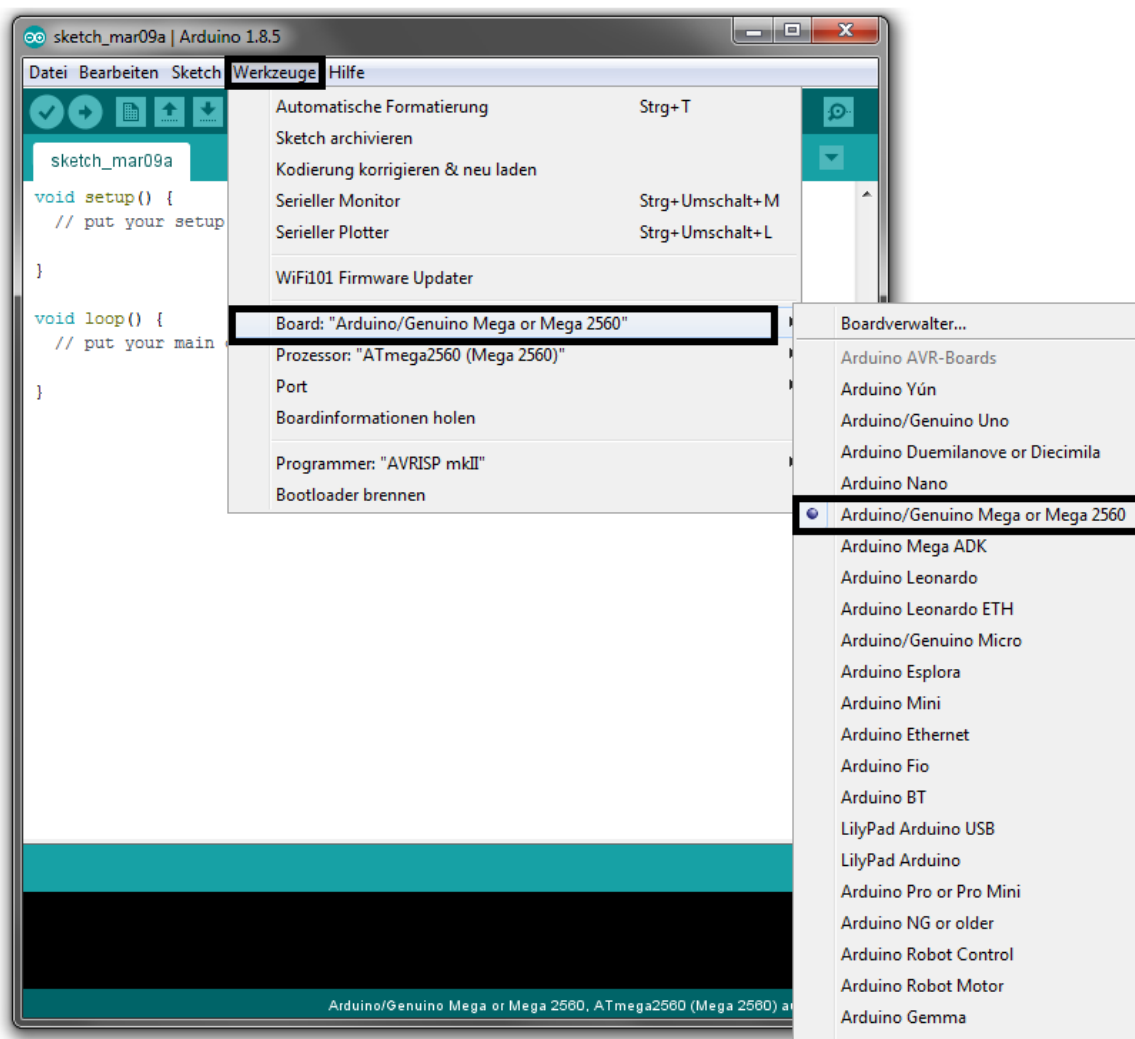 sketch_mar09a | Arduino 1.8.5
Datei Bearbeiten Sketch Werkzeuge Hilfe
sketch_mar09a
void setup() {
// put your setup
}
void loop() {
// put your main
}
Automatische Formatierung Strg+T
Sketch archivieren
Kodierung korrigieren & neu laden
Serieller Monitor Strg+Umschalt+M
Serieller Plotter Strg+Umschalt+L
WiFi101 Firmware Updater
Board: "Arduino/Genuino Mega or Mega 2560"
Prozessor: "ATmega2560 (Mega 2560)"
Port
Boardinformationen holen
Programmer: "AVRISP mkII"
Bootloader brennen
Boardverwalter...
Arduino AVR-Boards
Arduino Yún
Arduino/Genuino Uno
Arduino Duemilanove or Diecimila
Arduino Nano
Arduino/Genuino Mega or Mega 2560
Arduino Mega ADK
Arduino Leonardo
Arduino Leonardo ETH
Arduino/Genuino Micro
Arduino Esplora
Arduino Mini
Arduino Ethernet
Arduino Fio
Arduino BT
LilyPad Arduino USB
LilyPad Arduino
Arduino Pro or Pro Mini
Arduino NG or older
Arduino Robot Control
Arduino Robot Motor
Arduino Gemma
Arduino/Genuino Mega or Mega 2560, ATmega2560 (Mega 2560)